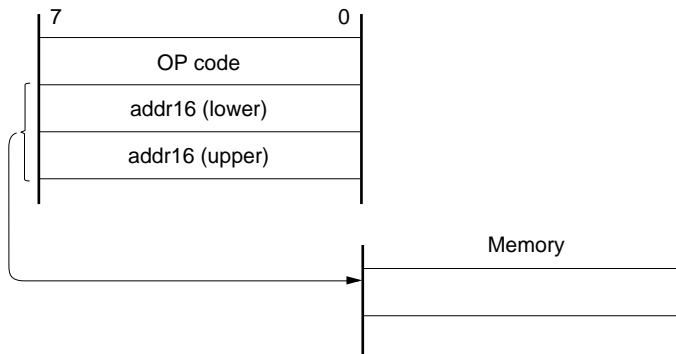 7 0
OP code
addr16 (lower)
addr16 (upper)
Memory